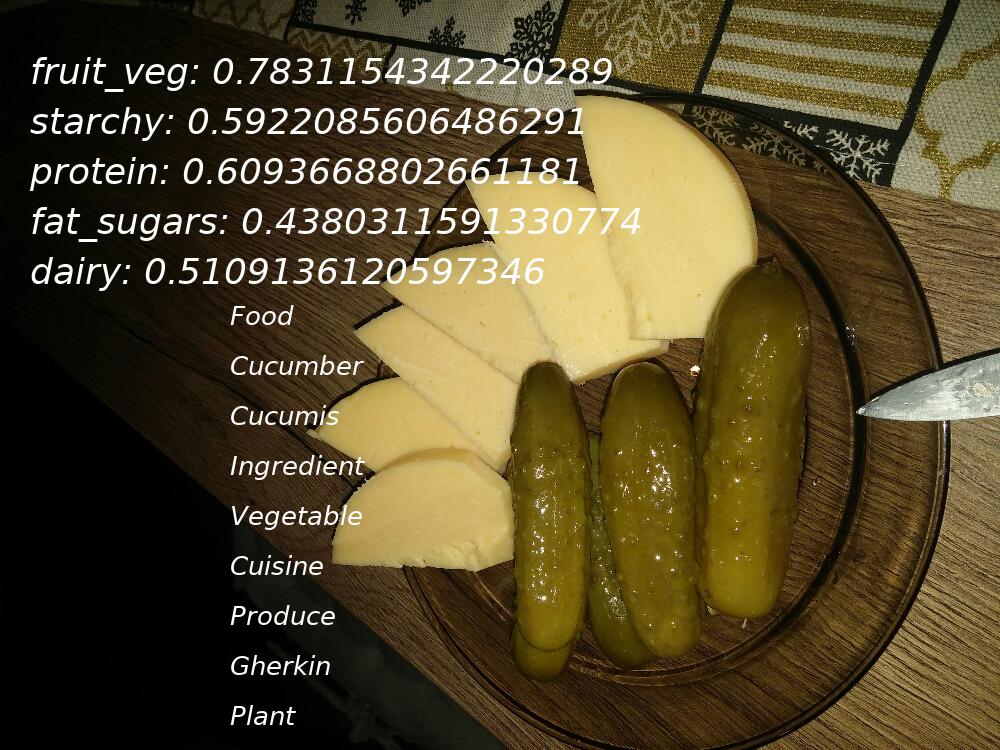 fruit_veg: 0.7831154342220289
starchy: 0.5922085606486291
protein: 0.6093668802661181
fat_sugars: 0.4380311591330774
dairy: 0.5109136120597346
Food
Cucumber
Cucumis
Ingredient
Vegetable
Cuisine
Produce
Gherkin
Plant